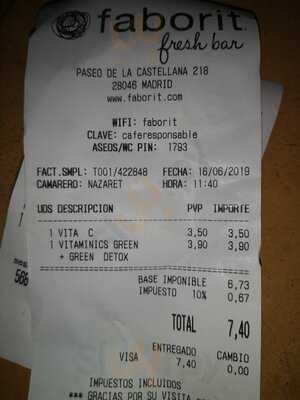 faborit
fresh bar
PASEO DE LA CASTELLANA 218
28046 MADRID
www.faborit.com
WIFI: faborit
CLAVE: caferesponsable
ASEOS/WC PIN: 1793
FACT.SMPL: T001/422848 FECHA: 16/06/2019
CAMARERO: NAZARET HORA: 11:40
UDS DESCRIPCION PVP IMPORTE
1 VITA C 3,50 3,50
1 VITAMINICS GREEN 3,90 3,90
+ GREEN DETOX
BASE IMPONIBLE 6,73
IMPUESTO 10% 0,67
TOTAL 7,40
ENTREGADO CAMBIO
VISA 7,40 0,00
IMPUESTOS INCLUIDOS
*** GRACIAS POR SU VISITA